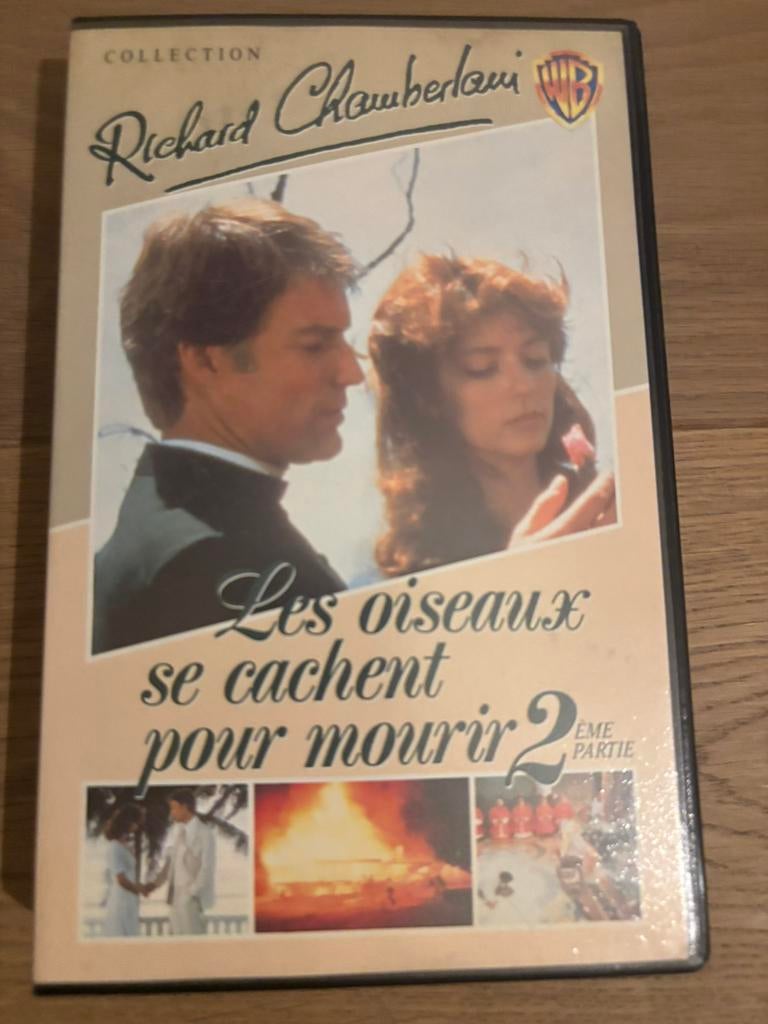 COLLECTION
Richard Chamberlain
WB
Les oiseaux
se cachent
pour mourir 2
ÈME
PARTIE